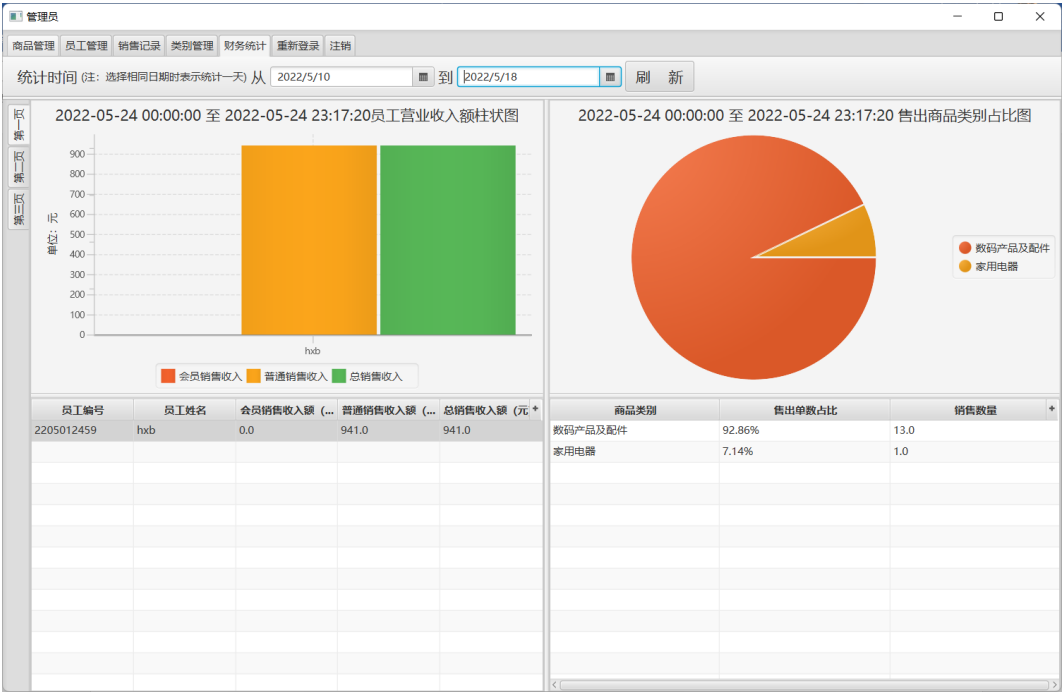 管理员
商品管理 员工管理 销售记录 类别管理 财务统计 重新登录 注销
统计时间 (注：选择相同日期时表示统计一天) 从 2022/5/10 到 2022/5/18 刷 新
第一页
第二页
第三页
2022-05-24 00:00:00 至 2022-05-24 23:17:20员工营业收入额柱状图
单位：元
900
800
700
600
500
400
300
200
100
0
hxb
会员销售收入 普通销售收入 总销售收入
员工编号 员工姓名 会员销售收入额 (... 普通销售收入额 (... 总销售收入额 (元 +
2205012459 hxb 0.0 941.0 941.0
2022-05-24 00:00:00 至 2022-05-24 23:17:20 售出商品类别占比图
数码产品及配件
家用电器
商品类别 售出单数占比 销售数量 +
数码产品及配件 92.86% 13.0
家用电器 7.14% 1.0